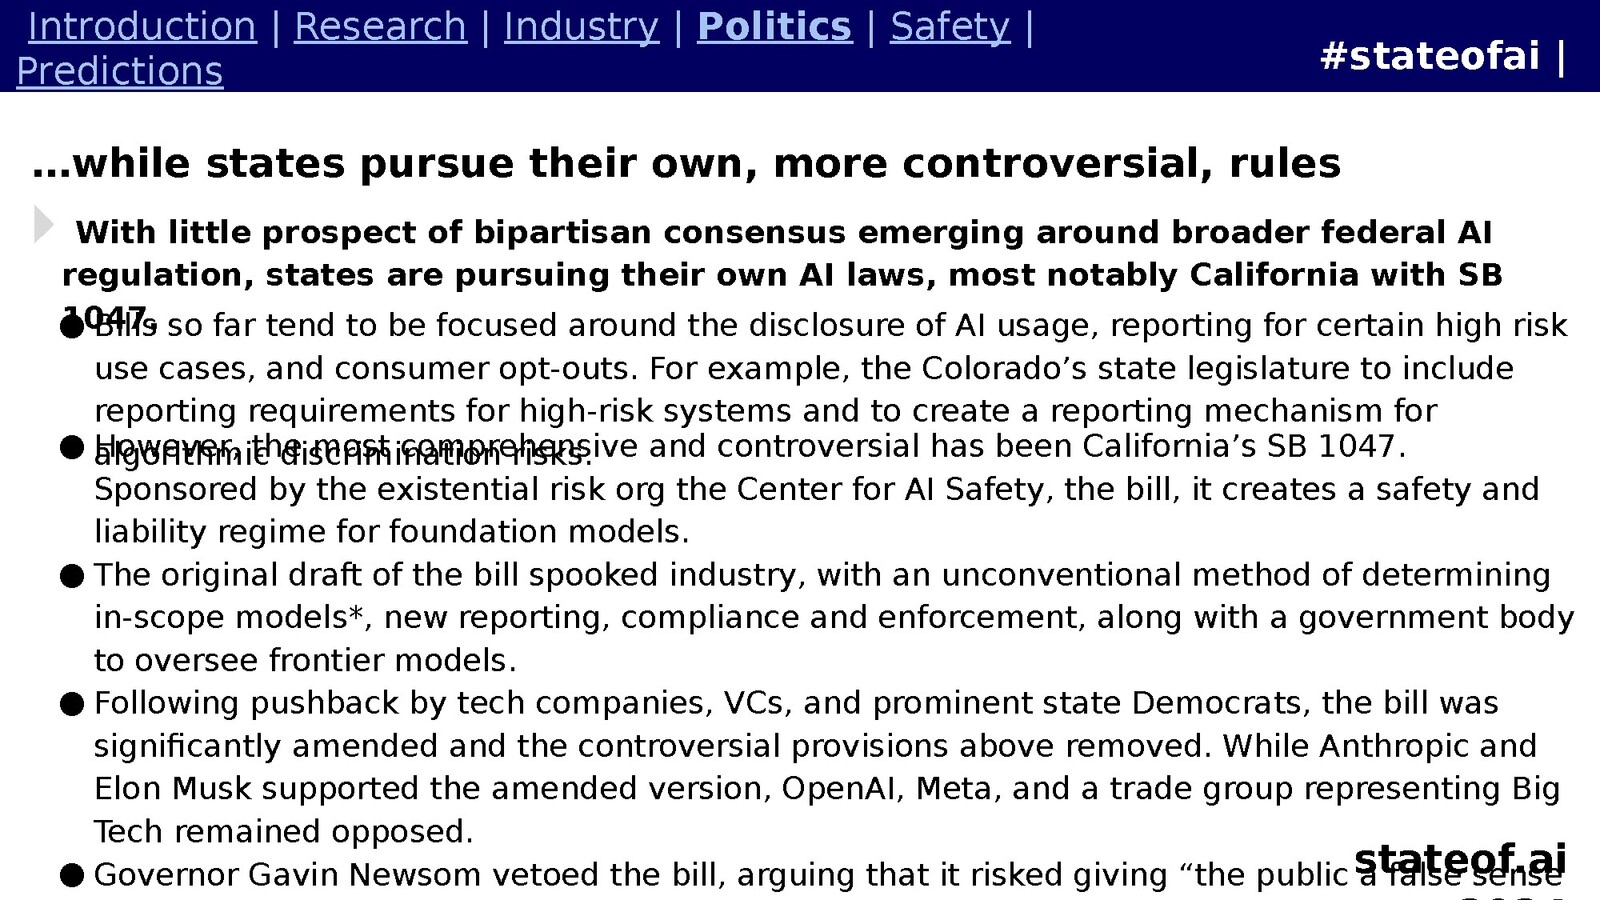 Introduction | Research | Industry | Politics | Safety |
Predictions
#stateofai |
…while states pursue their own, more controversial, rules
With little prospect of bipartisan consensus emerging around broader federal AI
regulation, states are pursuing their own AI laws, most notably California with SB
1047.
● Bills so far tend to be focused around the disclosure of AI usage, reporting for certain high risk
use cases, and consumer opt-outs. For example, the Colorado’s state legislature to include
reporting requirements for high-risk systems and to create a reporting mechanism for
algorithmic discrimination risks.
● However, the most comprehensive and controversial has been California’s SB 1047.
Sponsored by the existential risk org the Center for AI Safety, the bill, it creates a safety and
liability regime for foundation models.
● The original draft of the bill spooked industry, with an unconventional method of determining
in-scope models*, new reporting, compliance and enforcement, along with a government body
to oversee frontier models.
● Following pushback by tech companies, VCs, and prominent state Democrats, the bill was
significantly amended and the controversial provisions above removed. While Anthropic and
Elon Musk supported the amended version, OpenAI, Meta, and a trade group representing Big
Tech remained opposed.
● Governor Gavin Newsom vetoed the bill, arguing that it risked giving “the public a false sense
stateof.ai